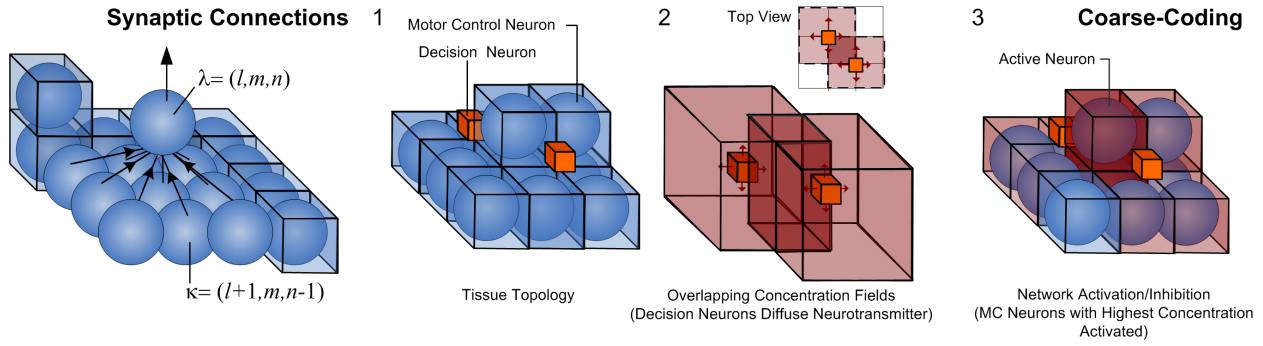 Synaptic Connections
λ= (l,m,n)
κ= (l+1,m,n-1)
1
Motor Control Neuron
Decision Neuron
Tissue Topology
2
Top View
Overlapping Concentration Fields
(Decision Neurons Diffuse Neurotransmitter)
3
Coarse-Coding
Active Neuron
Network Activation/Inhibition
(MC Neurons with Highest Concentration
Activated)